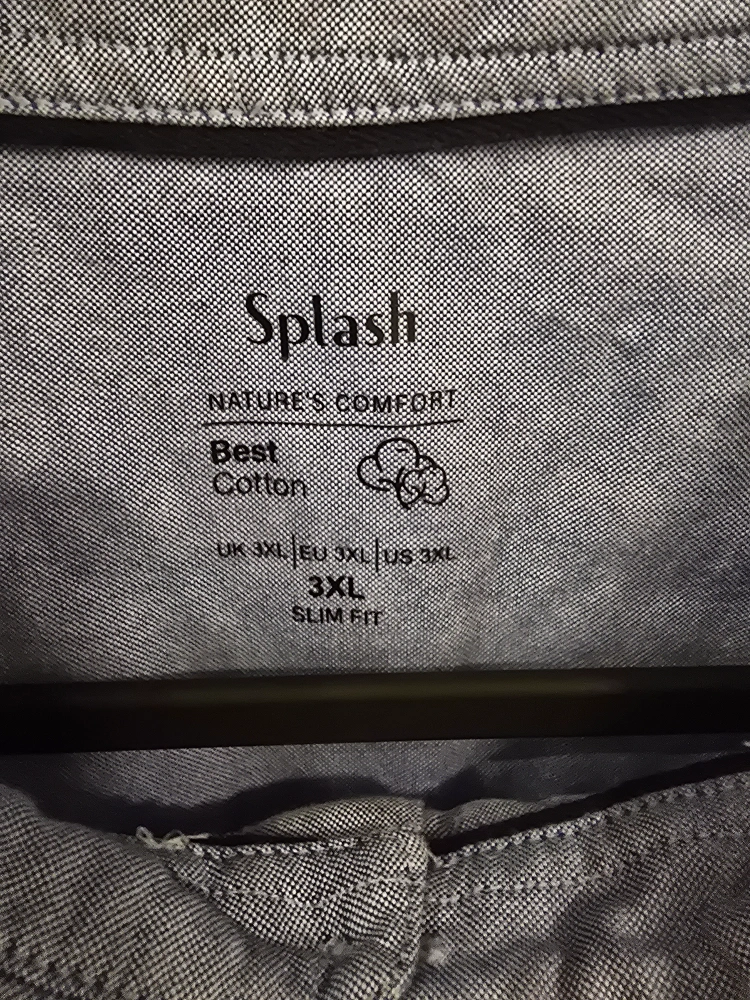 Splash
NATURE'S COMFORT
Best
Cotton
UK 3XL|EU 3XL|US 3XL
3XL
SLIM FIT